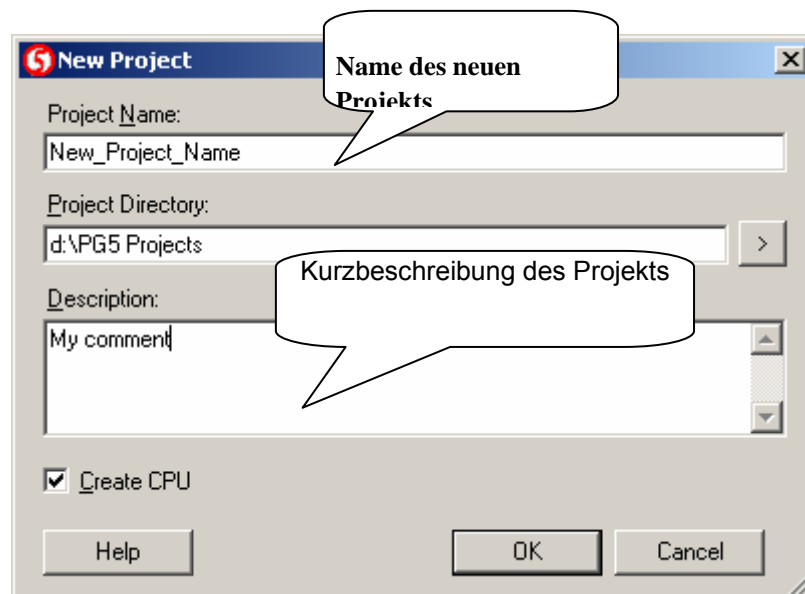 New Project
Name des neuen
Projekts
Project Name:
New_Project_Name
Project Directory:
d:\PG5 Projects
>
Kurzbeschreibung des Projekts
Description:
My comment
Create CPU
Help
OK
Cancel